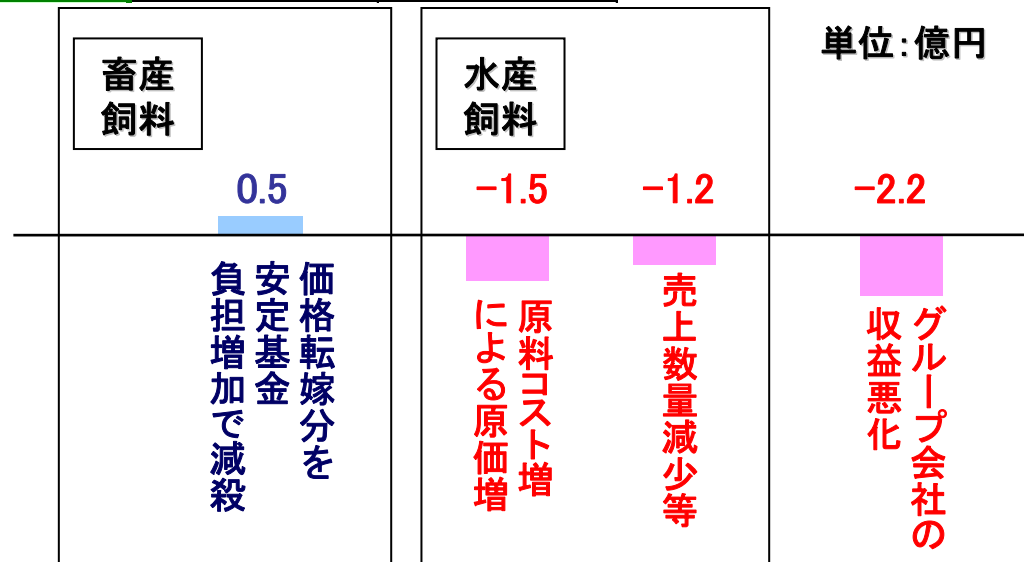 単位：億円
畜産
飼料
0.5
価格転嫁分を
安定基金
負担増加で減殺
水産
飼料
-1.5
原料コスト増
による原価増
-1.2
売上数量減少等
-2.2
グループ会社の
収益悪化